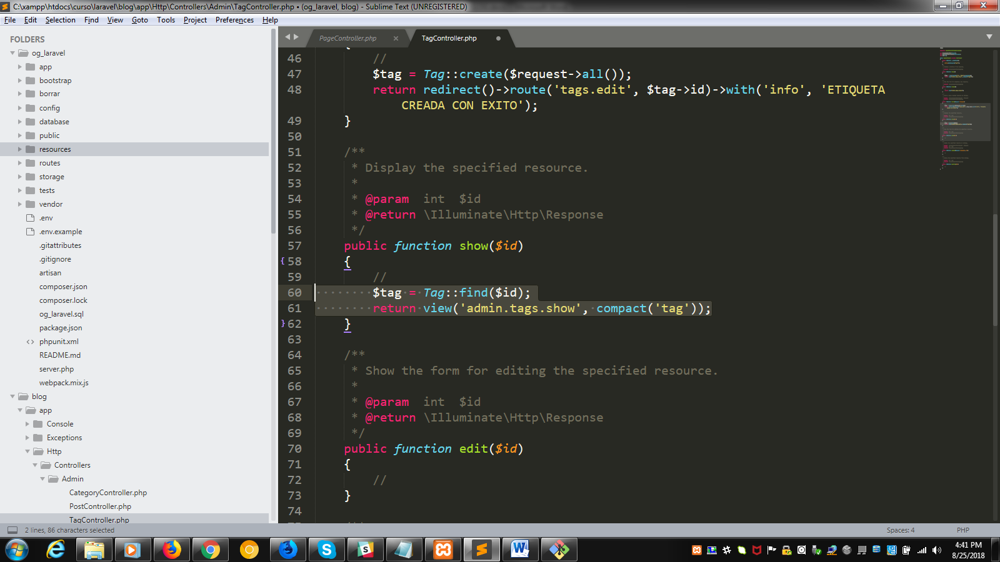 C:\xampp\htdocs\curso\laravel\blog\app\Http\Controllers\Admin\TagController.php • (og_laravel, blog) - Sublime Text (UNREGISTERED)
File Edit Selection Find View Goto Tools Project Preferences Help
FOLDERS
og_laravel
app
bootstrap
borrar
config
database
public
resources
routes
storage
tests
vendor
.env
.env.example
.gitattributes
.gitignore
artisan
composer.json
composer.lock
og_laravel.sql
package.json
phpunit.xml
README.md
server.php
webpack.mix.js
blog
app
Console
Exceptions
Http
Controllers
Admin
CategoryController.php
PostController.php
TagController.php
PageController.php
TagController.php
46 //
47 $tag = Tag::create($request->all());
48 return redirect()->route('tags.edit', $tag->id)->with('info', 'ETIQUETA
CREADA CON EXITO');
49 }
50
51 /**
52 * Display the specified resource.
53 *
54 * @param  int  $id
55 * @return \Illuminate\Http\Response
56 */
57 public function show($id)
58 {
59 //
60 $tag = Tag::find($id);
61 return view('admin.tags.show', compact('tag'));
62 }
63
64 /**
65 * Show the form for editing the specified resource.
66 *
67 * @param  int  $id
68 * @return \Illuminate\Http\Response
69 */
70 public function edit($id)
71 {
72 //
73 }
74
2 lines, 86 characters selected
Spaces: 4
PHP
4:41 PM
8/25/2018